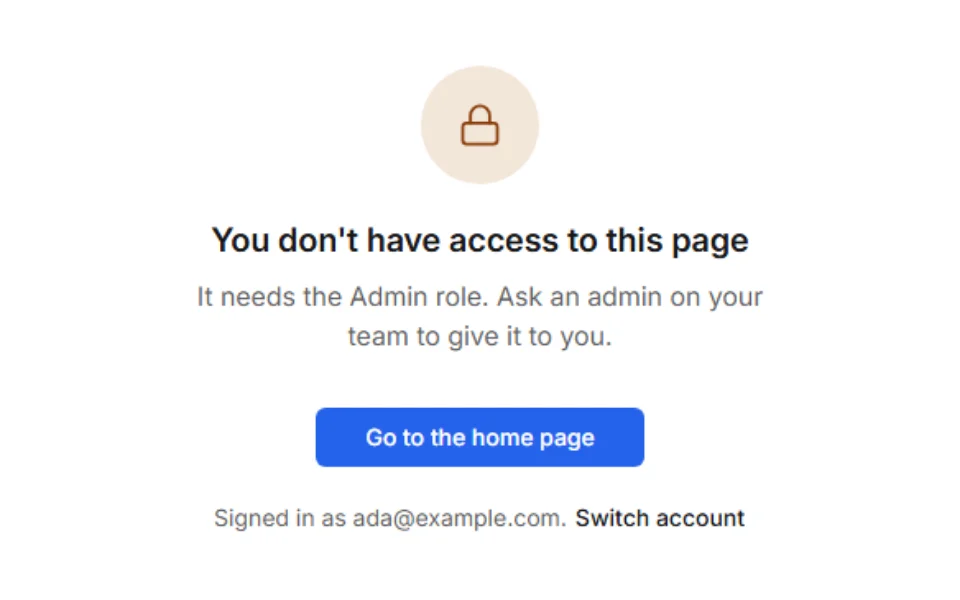 You don't have access to this page
It needs the Admin role. Ask an admin on your
team to give it to you.
Go to the home page
Signed in as ada@example.com. Switch account